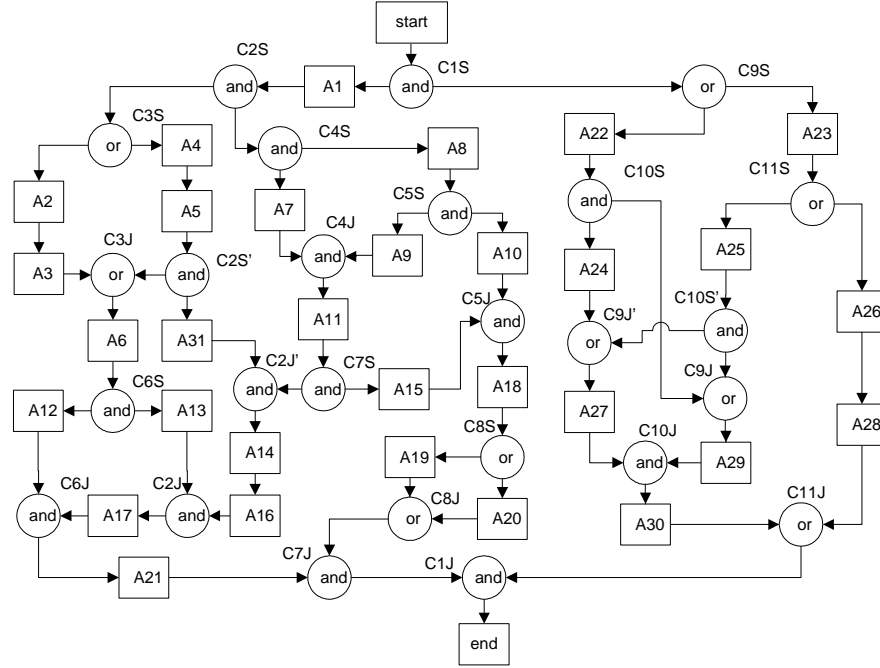 start
C2S
C1S
C9S
and
A1
and
or
C3S
C4S
A22
A23
or
A4
and
A8
C10S
C11S
A2
A5
A7
C5S
and
or
and
C4J
C3J
C2S’
and
A9
A10
A25
A24
A3
or
and
C5J
C10S’
A26
A6
A31
A11
and
C9J’
or
and
C2J’
C7S
C9J
C6S
and
and
A15
A18
A27
or
A12
and
A13
C8S
C10J
A28
A14
A19
or
and
A29
C6J
C2J
C8J
C11J
and
A17
and
A16
or
A20
A30
or
C7J
C1J
A21
and
and
end